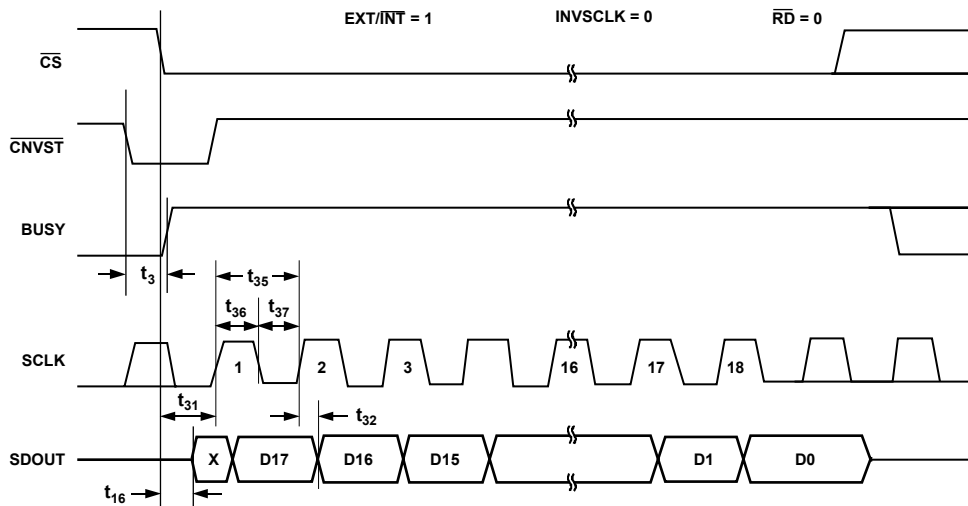 EXT/INT = 1 INVSCLK = 0 RD = 0
CS
CNVST
BUSY
t3
t35
t36 t37
SCLK 1 2 3 16 17 18
t31
t32
SDOUT X D17 D16 D15 D1 D0
t16